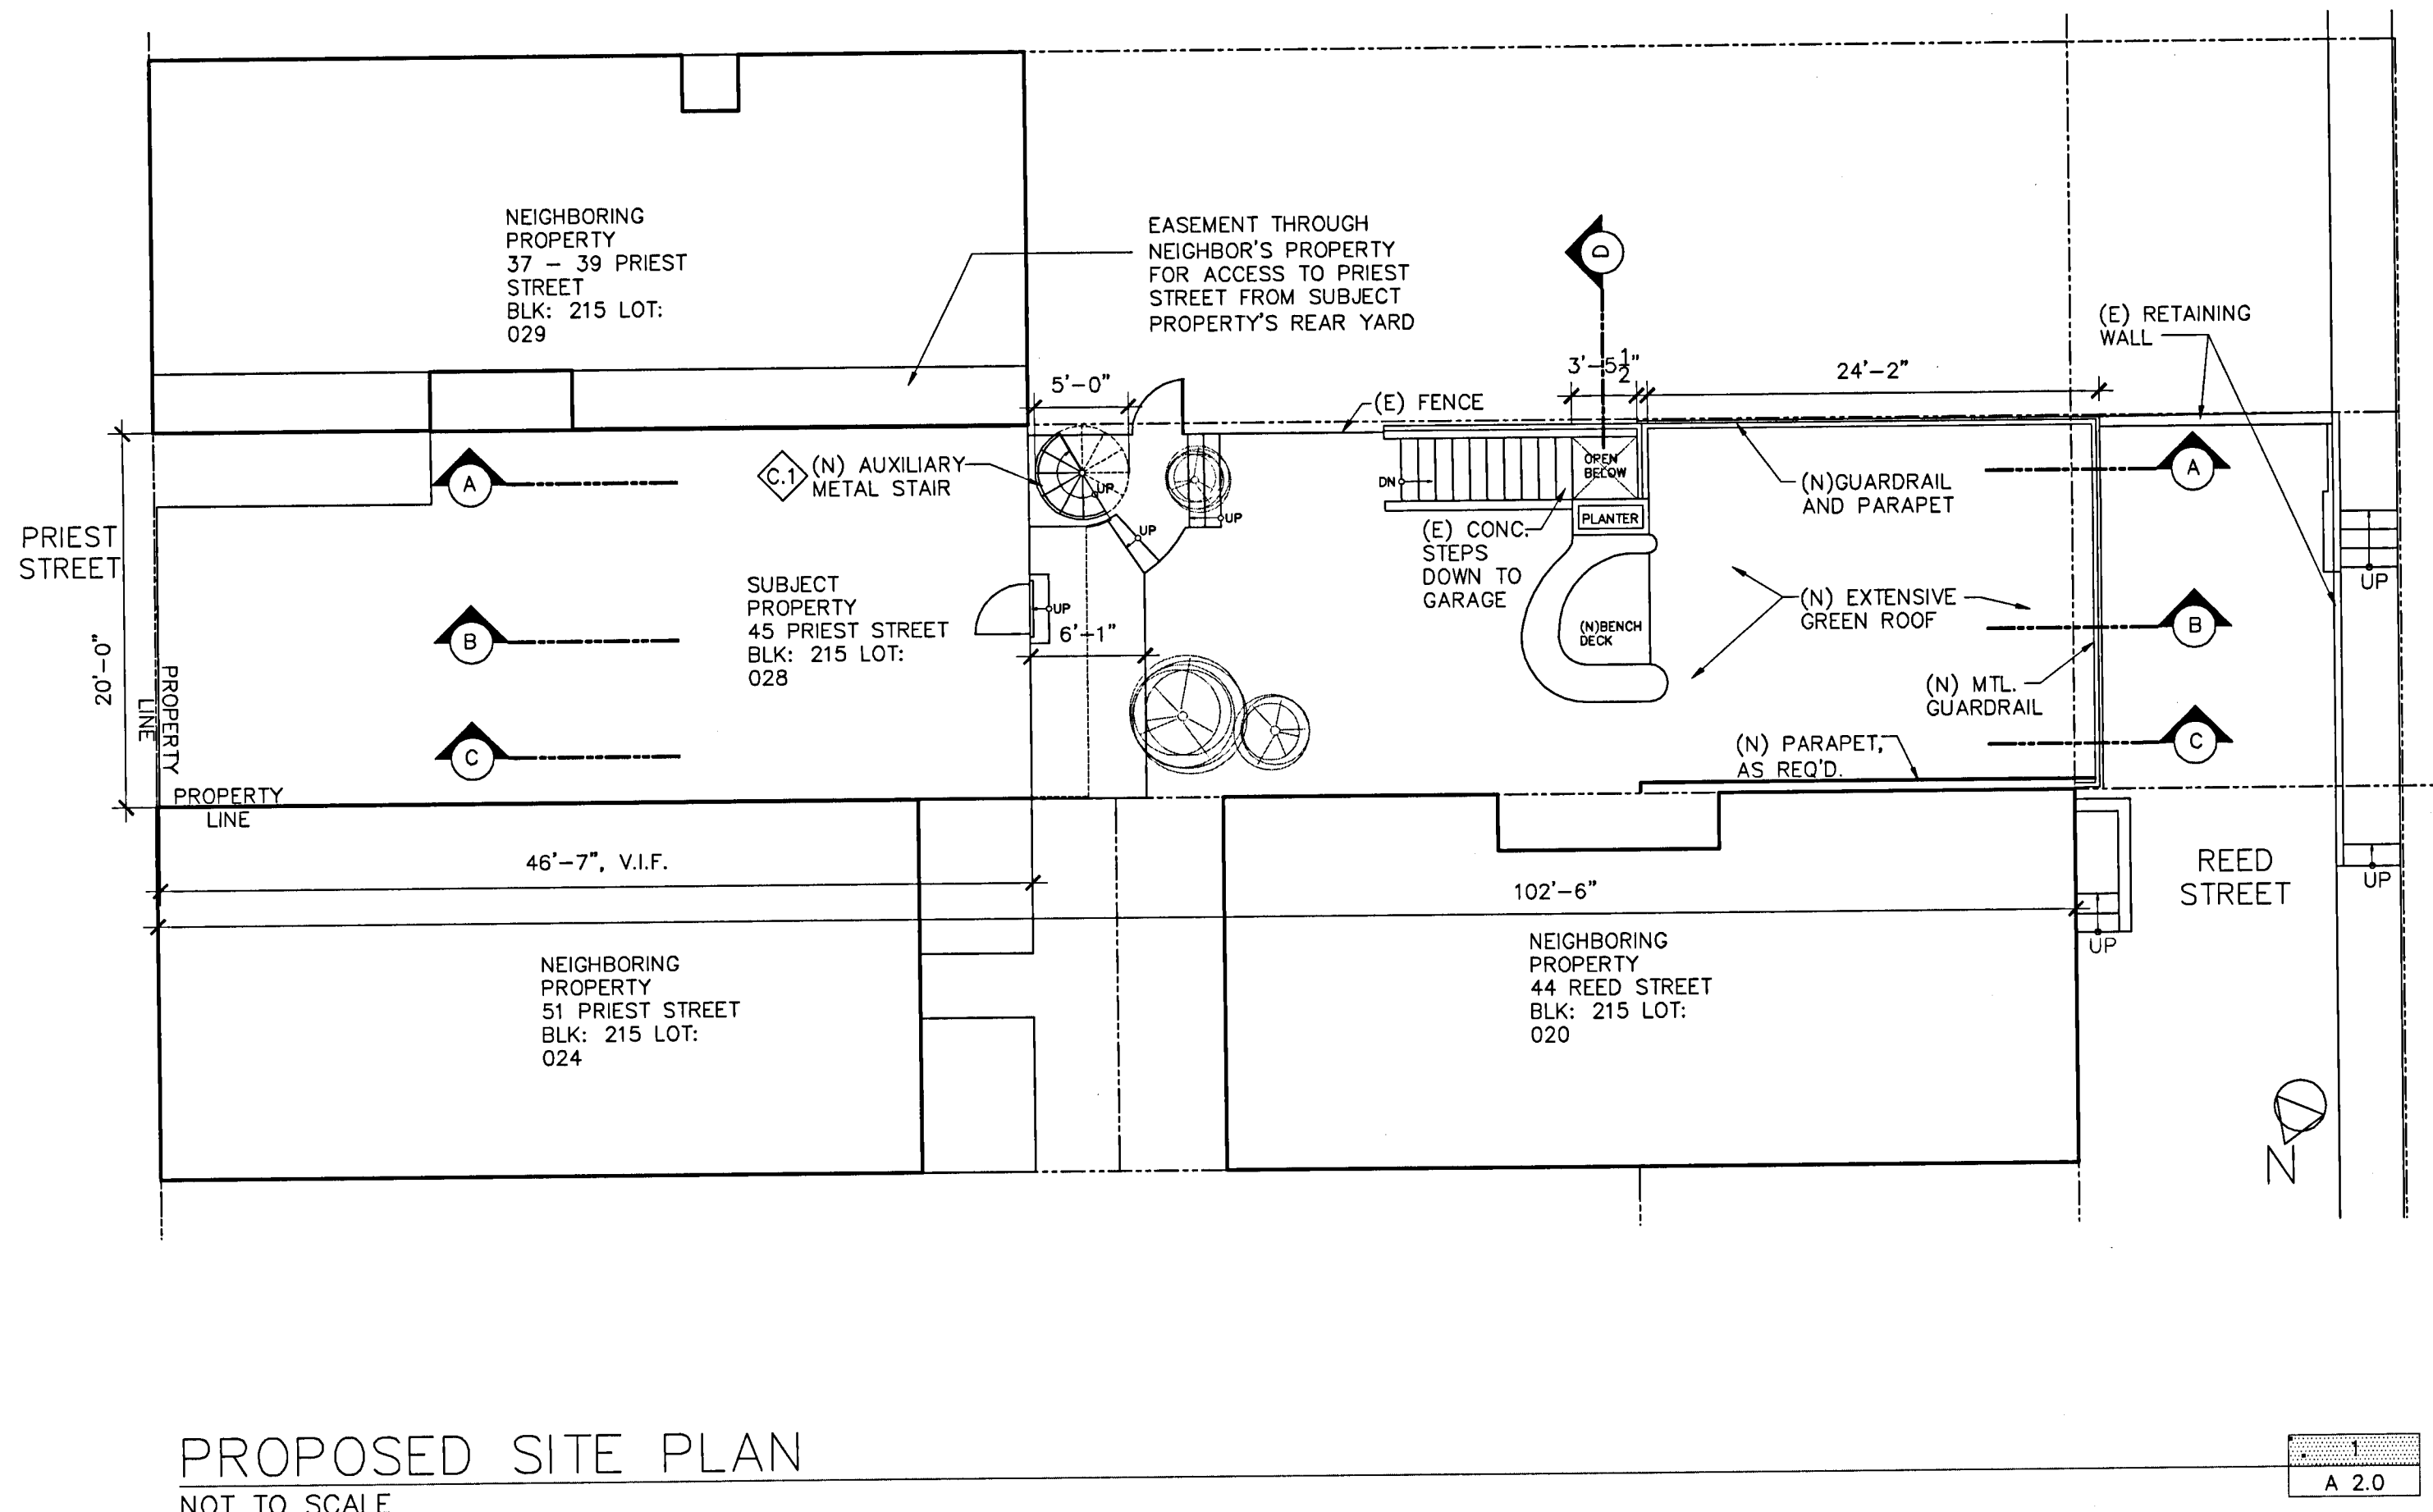 NEIGHBORING
PROPERTY
37 - 39 PRIEST
STREET
BLK: 215 LOT:
029
EASEMENT THROUGH
NEIGHBOR'S PROPERTY
FOR ACCESS TO PRIEST
STREET FROM SUBJECT
PROPERTY'S REAR YARD
D
(E) RETAINING
WALL
5'-0"
3'-5 1/2"
24'-2"
(E) FENCE
C.1
(N) AUXILIARY
METAL STAIR
UP
UP
UP
DN
OPEN
BELOW
PLANTER
(E) CONC.
STEPS
DOWN TO
GARAGE
(N)GUARDRAIL
AND PARAPET
A
A
PRIEST
STREET
20'-0"
PROPERTY
LINE
SUBJECT
PROPERTY
45 PRIEST STREET
BLK: 215 LOT:
028
UP
6'-1"
(N)BENCH
DECK
(N) EXTENSIVE
GREEN ROOF
UP
B
B
(N) MTL.
GUARDRAIL
(N) PARAPET,
AS REQ'D.
C
C
PROPERTY
LINE
46'-7", V.I.F.
102'-6"
REED
STREET
UP
UP
NEIGHBORING
PROPERTY
51 PRIEST STREET
BLK: 215 LOT:
024
NEIGHBORING
PROPERTY
44 REED STREET
BLK: 215 LOT:
020
N
PROPOSED SITE PLAN
NOT TO SCALE
1
A 2.0